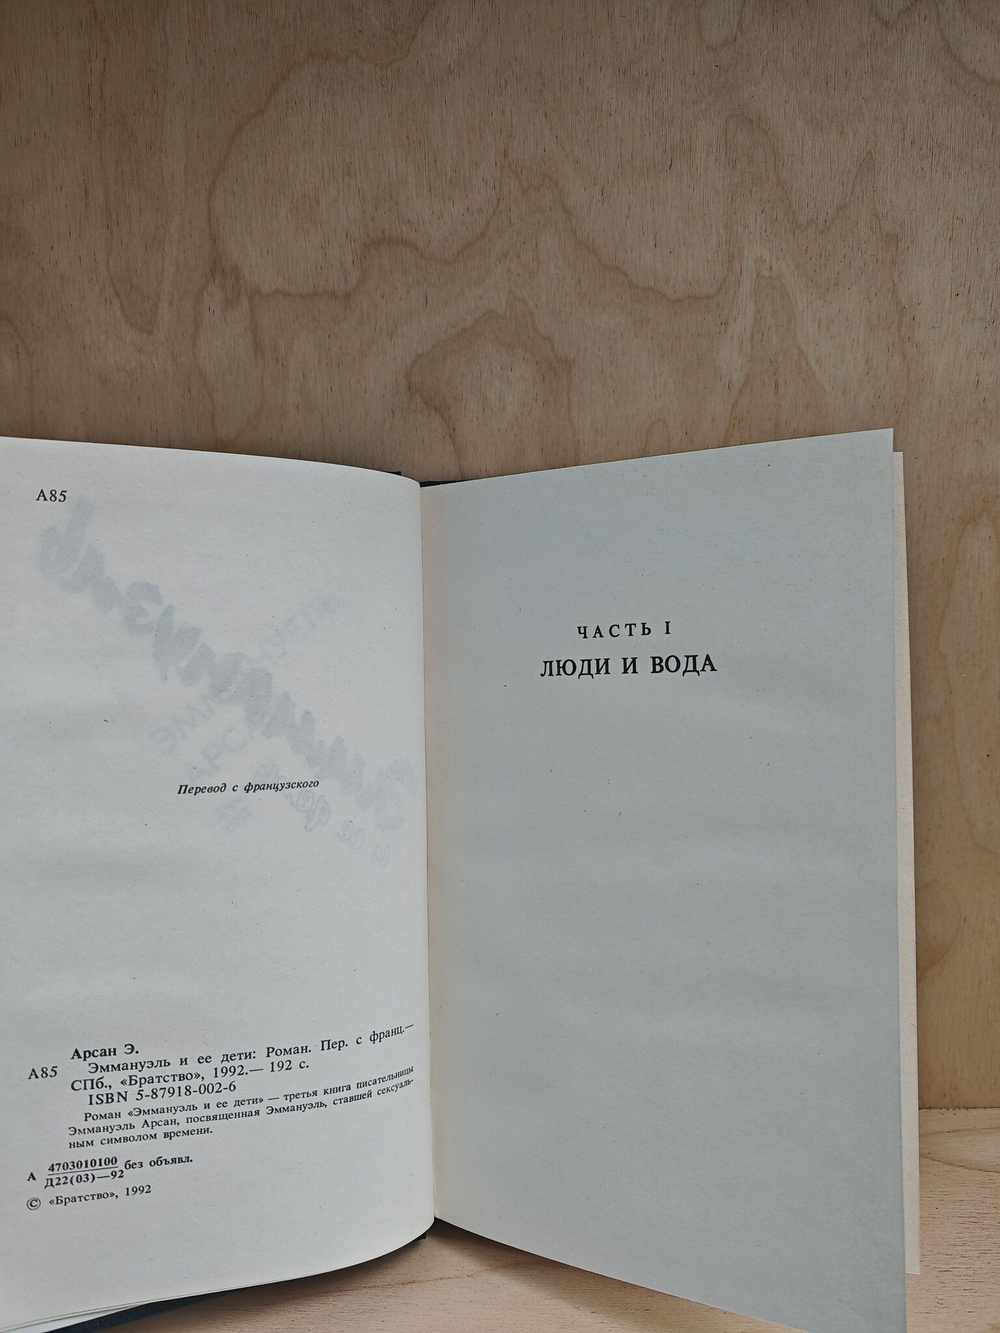 А85
Перевод с французского
Арсан Э.
А85 Эммануэль и ее дети: Роман. Пер. с франц.—
СПб., «Братство», 1992.— 192 с.
ISBN 5-87918-002-6
Роман «Эммануэль и ее дети» — третья книга писательницы
Эммануэль Арсан, посвященная Эммануэль, ставшей сексуаль-
ным символом времени.
А 4703010100 без объявл.
Д22(03)—92
© «Братство», 1992
ЧАСТЬ I
ЛЮДИ И ВОДА